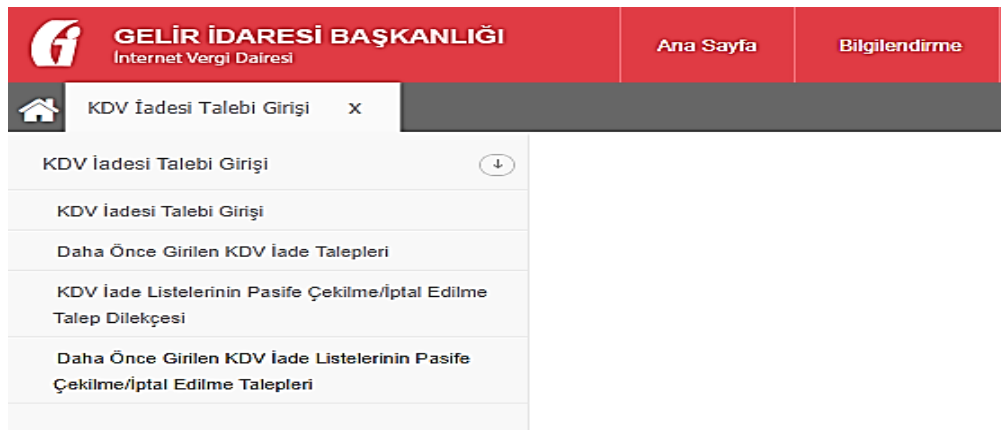 GELİR İDARESİ BAŞKANLIĞI
İnternet Vergi Dairesi
Ana Sayfa
Bilgilendirme
KDV İadesi Talebi Girişi x
KDV İadesi Talebi Girişi
KDV İadesi Talebi Girişi
Daha Önce Girilen KDV İade Talepleri
KDV İade Listelerinin Pasife Çekilme/İptal Edilme
Talep Dilekçesi
Daha Önce Girilen KDV İade Listelerinin Pasife
Çekilme/İptal Edilme Talepleri